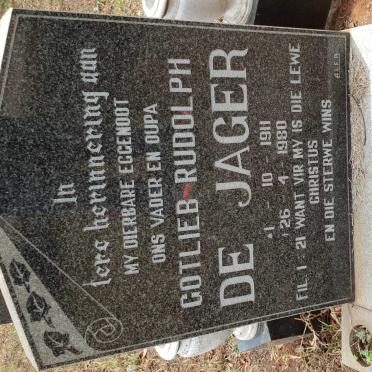 In
lere herinnering aan
MY DIERBARE EGGENOOT
ONS VADER EN OUPA
GOTLIEB RUDOLPH
DE JAGER
*1 - 10 - 1911
†26 - 4 - 1980
FIL 1 : 21 WANT VIR MY IS DIE LEWE
CHRISTUS
EN DIE STERWE WINS